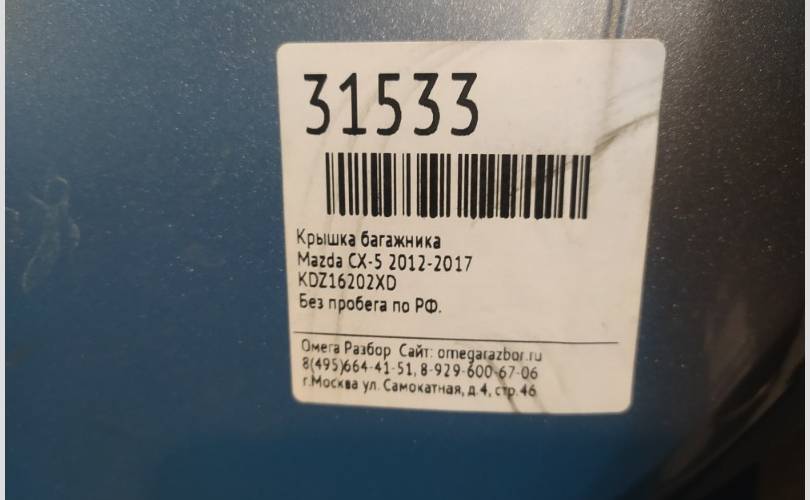 31533
Крышка багажника
Mazda CX-5 2012-2017
KDZ16202XD
Без пробега по РФ.
Омега Разбор Сайт: omegarazbor.ru
8(495)664-41-51, 8-929-600-67-06
г.Москва ул. Самокатная, д.4, стр.46